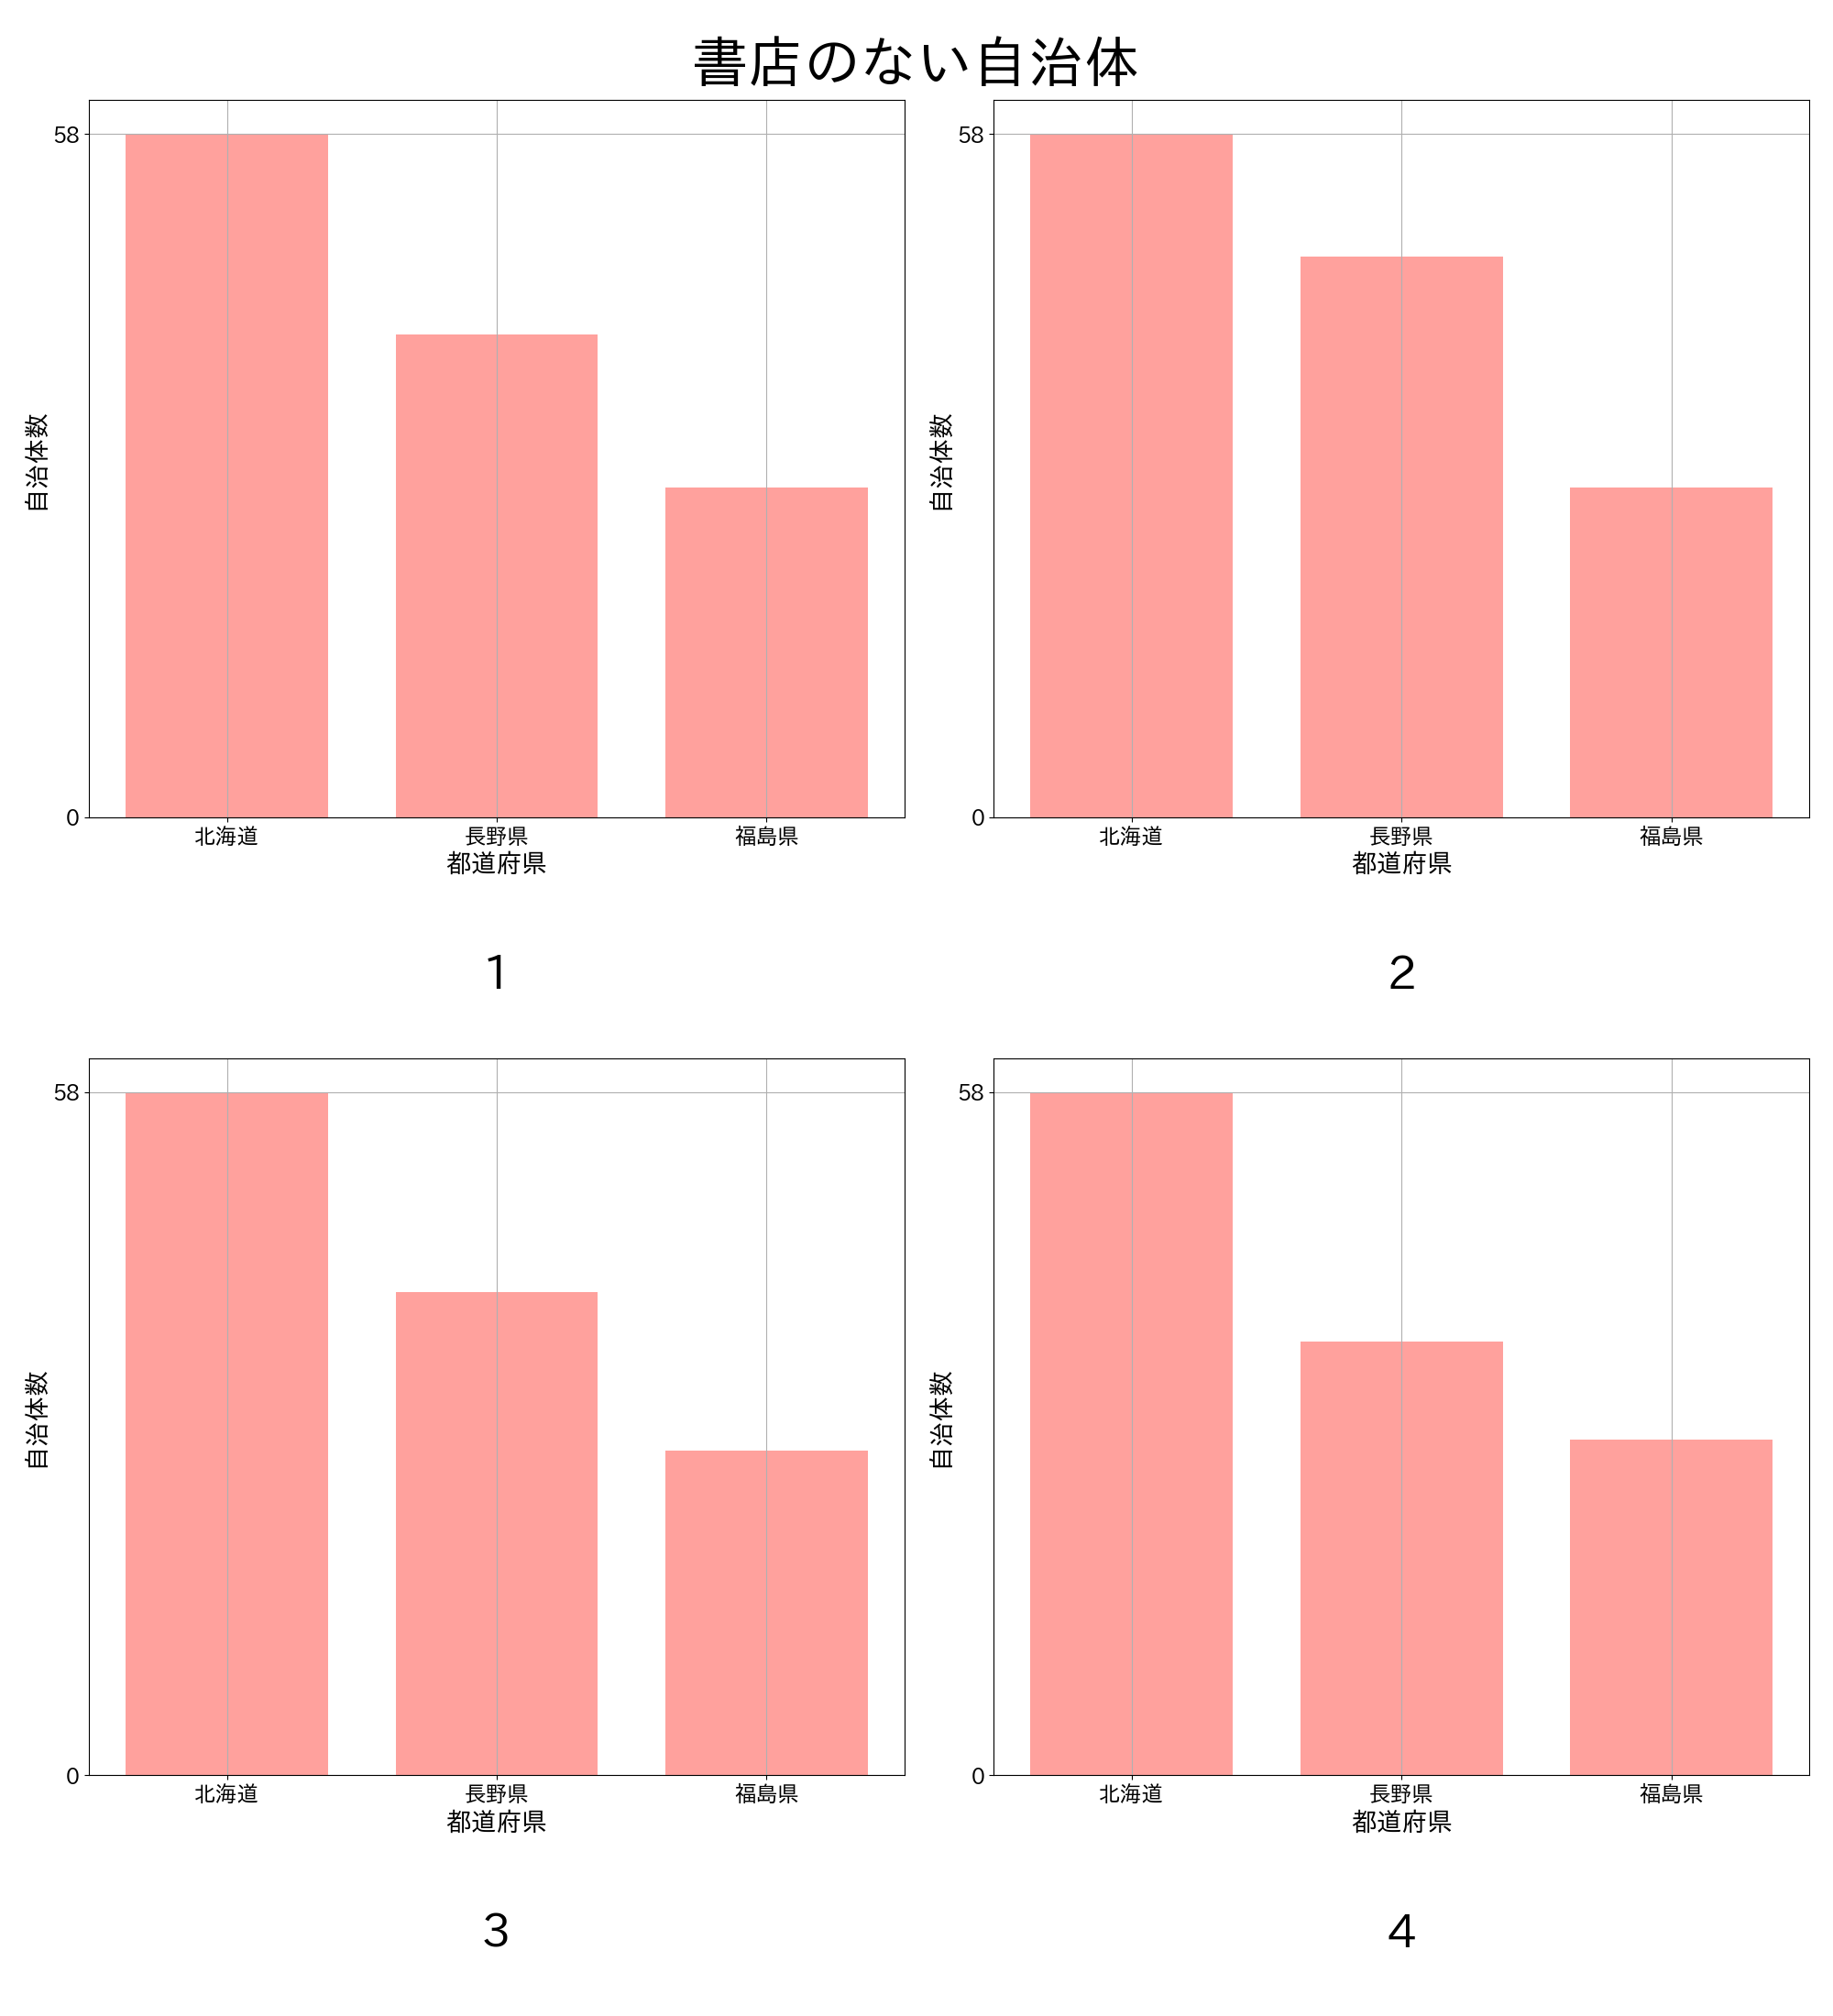 書店のない自治体
58
0
自治体数
北海道 長野県 福島県
都道府県
1
58
0
自治体数
北海道 長野県 福島県
都道府県
2
58
0
自治体数
北海道 長野県 福島県
都道府県
3
58
0
自治体数
北海道 長野県 福島県
都道府県
4